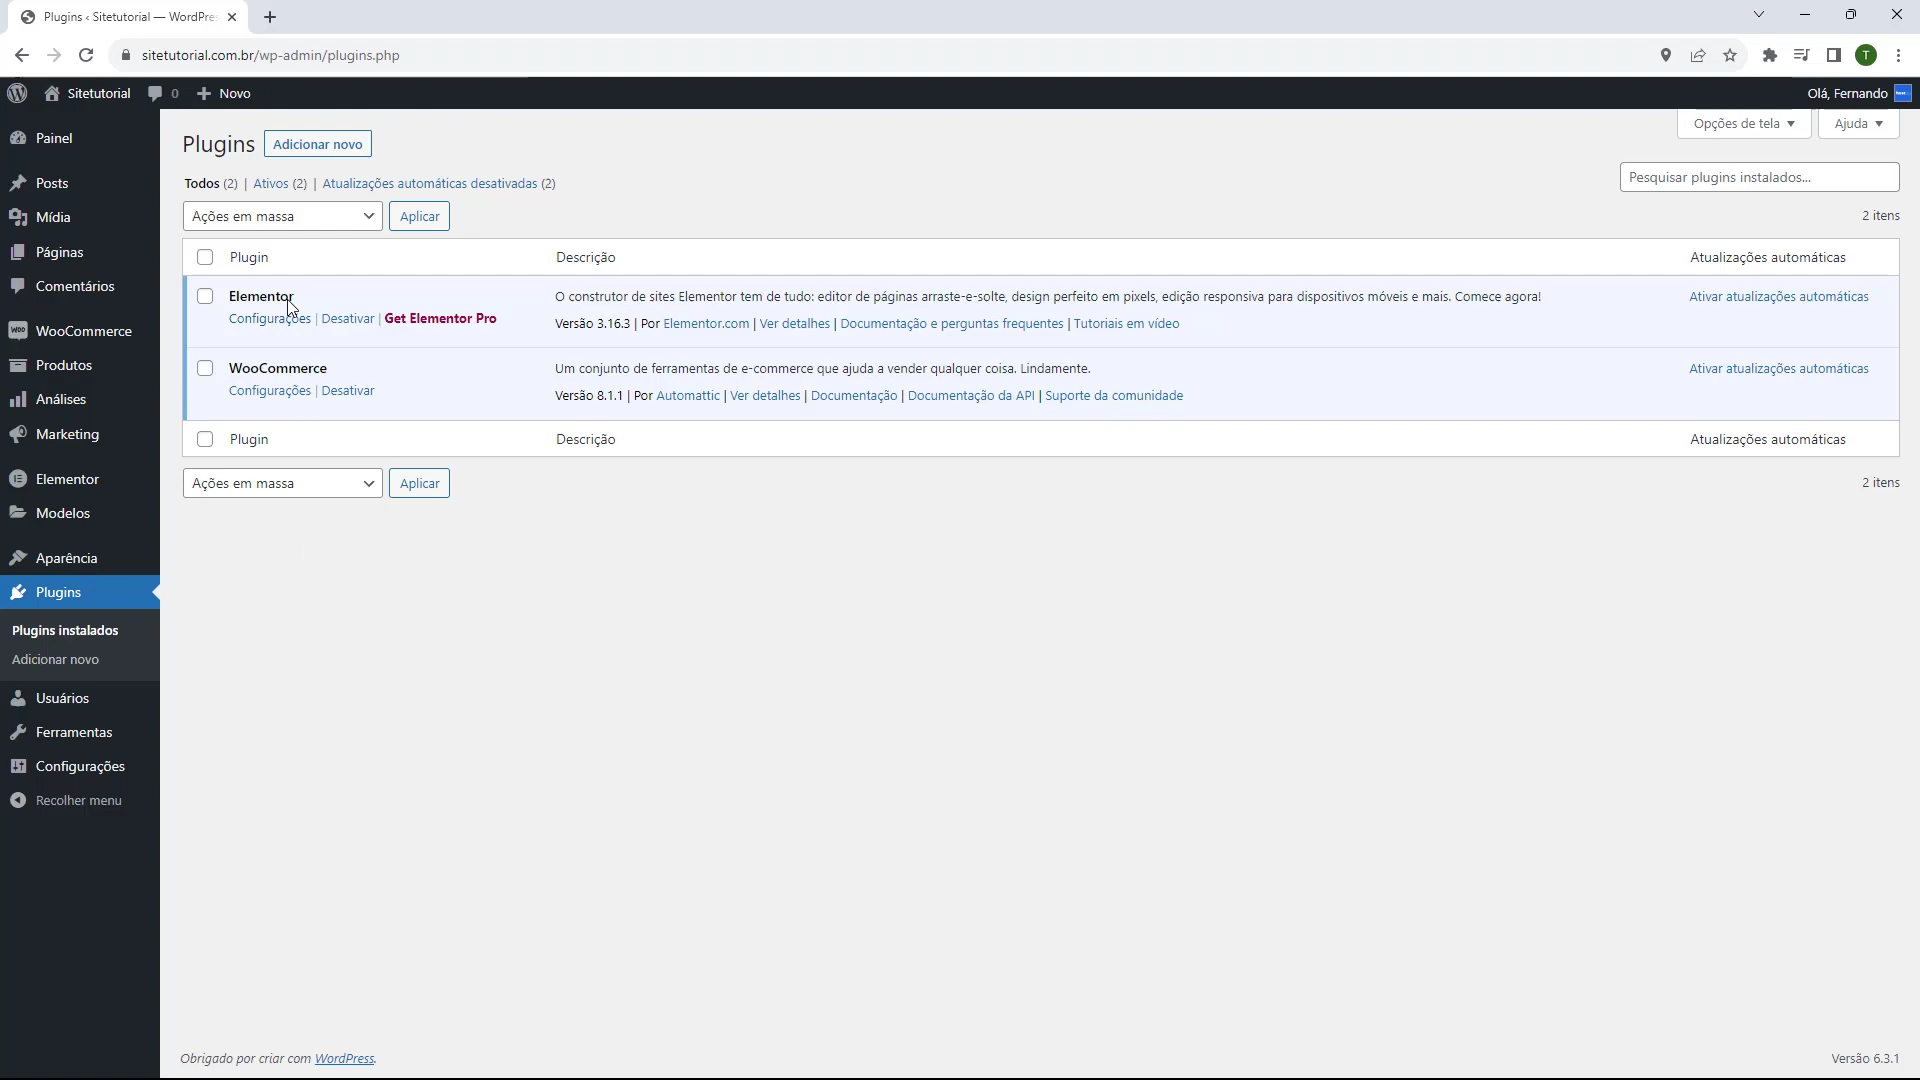 Plugins ‹ Sitetutorial — WordPre
sitetutorial.com.br/wp-admin/plugins.php
T
Sitetutorial 0 Novo
Olá, Fernando
Painel
Posts
Mídia
Páginas
Comentários
WooCommerce
Produtos
Análises
Marketing
Elementor
Modelos
Aparência
Plugins
Plugins instalados
Adicionar novo
Usuários
Ferramentas
Configurações
Recolher menu
Opções de tela Ajuda
Plugins Adicionar novo
Todos (2) | Ativos (2) | Atualizações automáticas desativadas (2)
Pesquisar plugins instalados...
Ações em massa Aplicar
2 itens
Plugin Descrição Atualizações automáticas
Elementor
Configurações | Desativar | Get Elementor Pro
O construtor de sites Elementor tem de tudo: editor de páginas arraste-e-solte, design perfeito em pixels, edição responsiva para dispositivos móveis e mais. Comece agora!
Versão 3.16.3 | Por Elementor.com | Ver detalhes | Documentação e perguntas frequentes | Tutoriais em vídeo
Ativar atualizações automáticas
WooCommerce
Configurações | Desativar
Um conjunto de ferramentas de e-commerce que ajuda a vender qualquer coisa. Lindamente.
Versão 8.1.1 | Por Automattic | Ver detalhes | Documentação | Documentação da API | Suporte da comunidade
Ativar atualizações automáticas
Plugin Descrição Atualizações automáticas
Ações em massa Aplicar
2 itens
Obrigado por criar com WordPress.
Versão 6.3.1